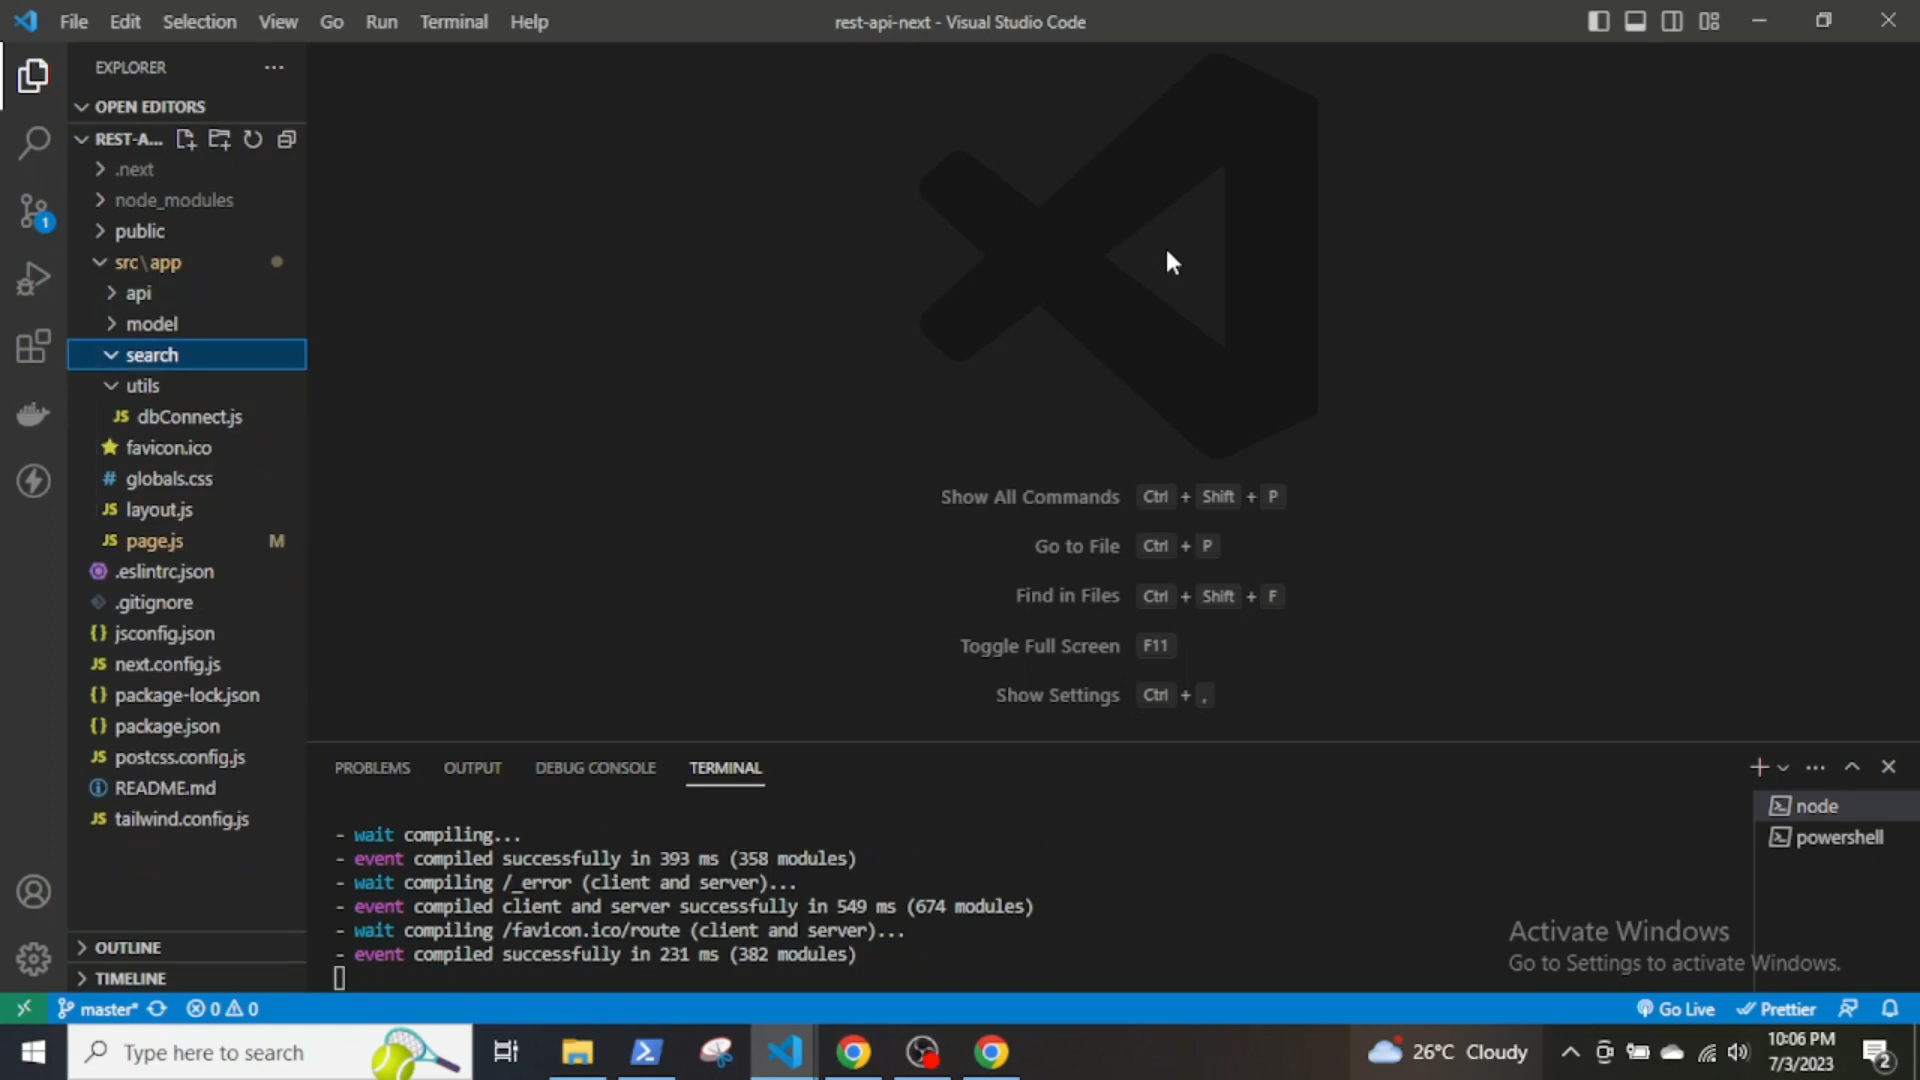 File Edit Selection View Go Run Terminal Help
rest-api-next - Visual Studio Code
EXPLORER
OPEN EDITORS
REST-A...
.next
node_modules
public
src\app
api
model
search
utils
JS dbConnect.js
favicon.ico
# globals.css
JS layout.js
JS page.js M
.eslintrc.json
.gitignore
{} jsconfig.json
JS next.config.js
{} package-lock.json
{} package.json
JS postcss.config.js
README.md
JS tailwind.config.js
OUTLINE
TIMELINE
1
Show All Commands Ctrl + Shift + P
Go to File Ctrl + P
Find in Files Ctrl + Shift + F
Toggle Full Screen F11
Show Settings Ctrl + ,
PROBLEMS OUTPUT DEBUG CONSOLE TERMINAL
- wait compiling...
- event compiled successfully in 393 ms (358 modules)
- wait compiling /_error (client and server)...
- event compiled client and server successfully in 549 ms (674 modules)
- wait compiling /favicon.ico/route (client and server)...
- event compiled successfully in 231 ms (382 modules)
node
powershell
Activate Windows
Go to Settings to activate Windows.
master* 0 0
Go Live Prettier
Type here to search
26°C Cloudy
10:06 PM
7/3/2023
2